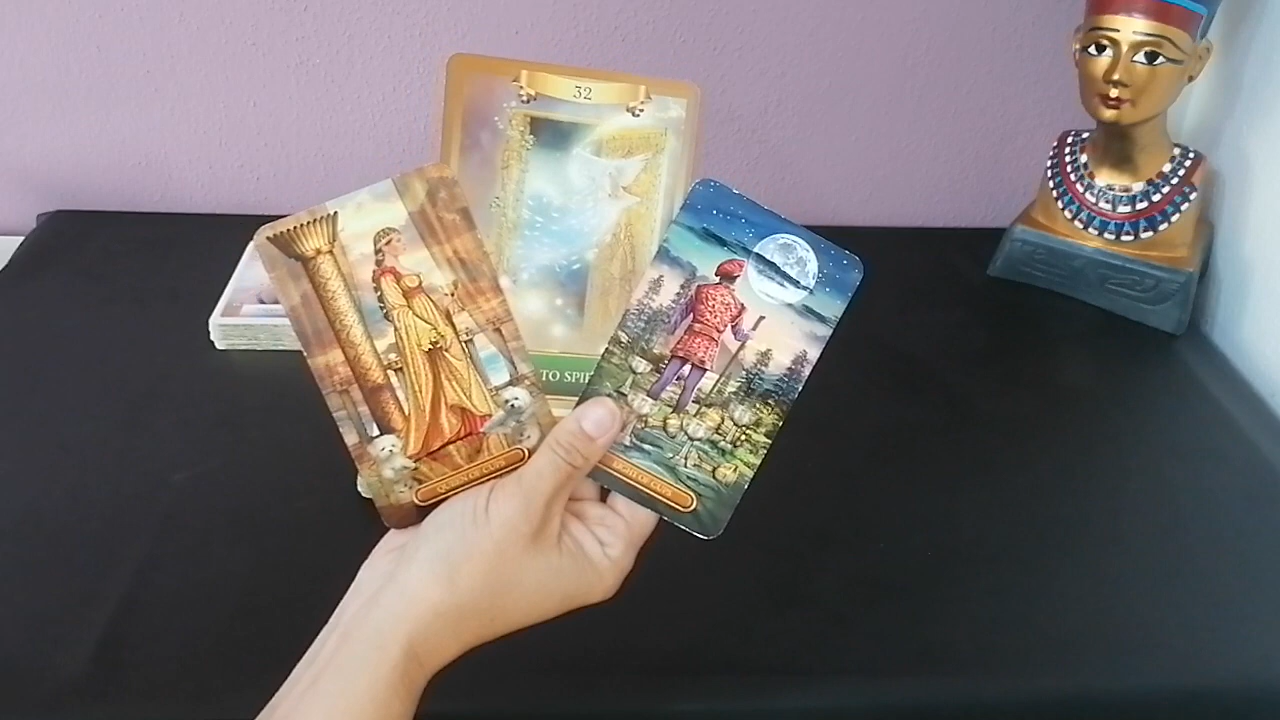 32
TO SPI
QUEEN OF CUPS
EIGHT OF CUPS